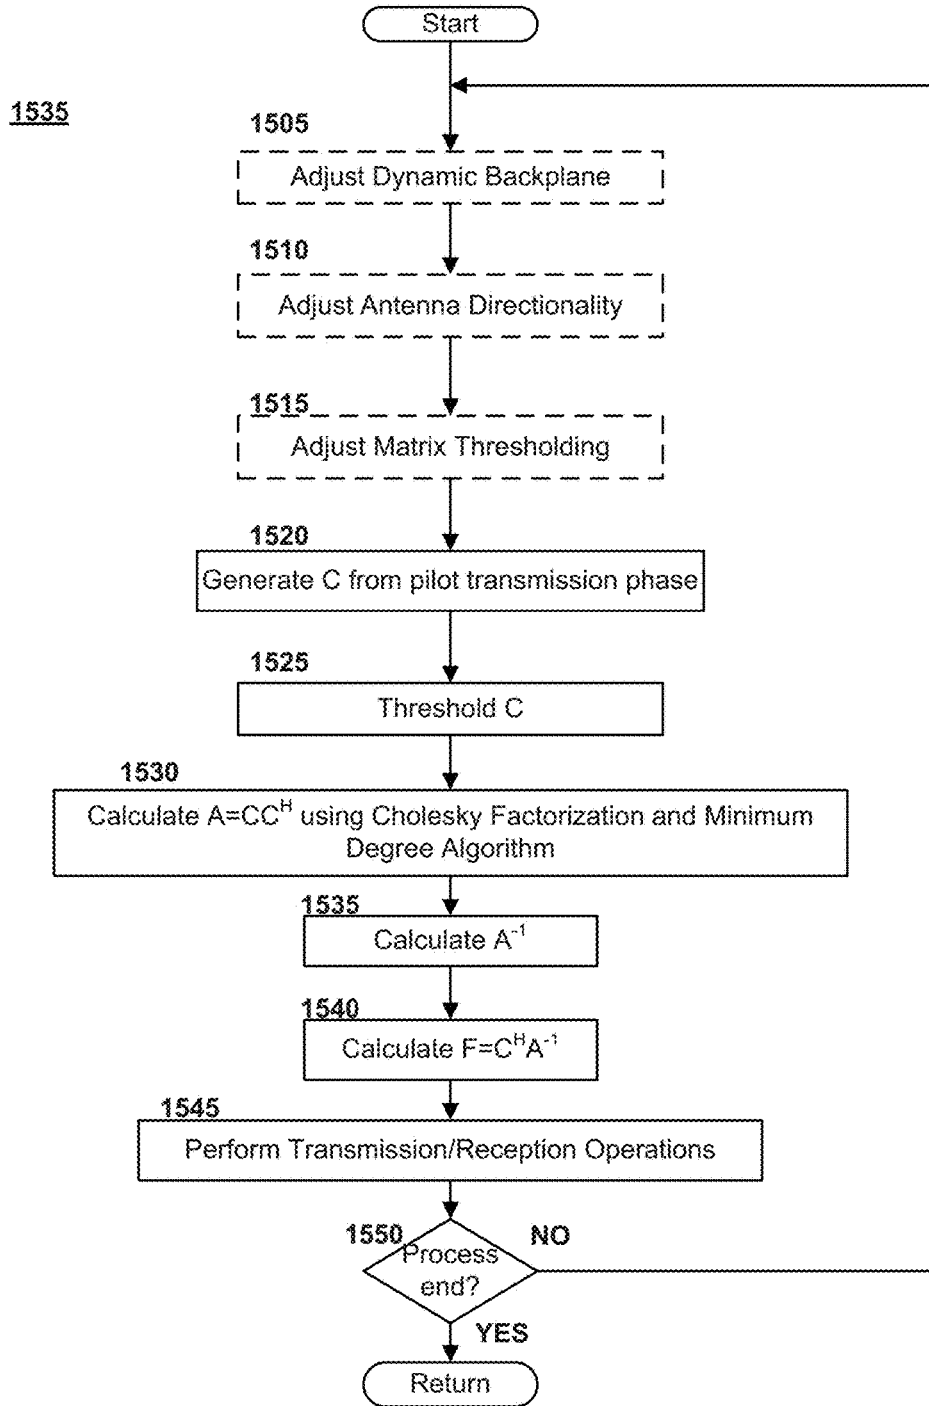 Start
1535
1505
Adjust Dynamic Backplane
1510
Adjust Antenna Directionality
1515
Adjust Matrix Thresholding
1520
Generate C from pilot transmission phase
1525
Threshold C
1530
Calculate A=CCᴴ using Cholesky Factorization and Minimum
Degree Algorithm
1535
Calculate A⁻¹
1540
Calculate F=CᴴA⁻¹
1545
Perform Transmission/Reception Operations
1550
NO
Process
end?
YES
Return